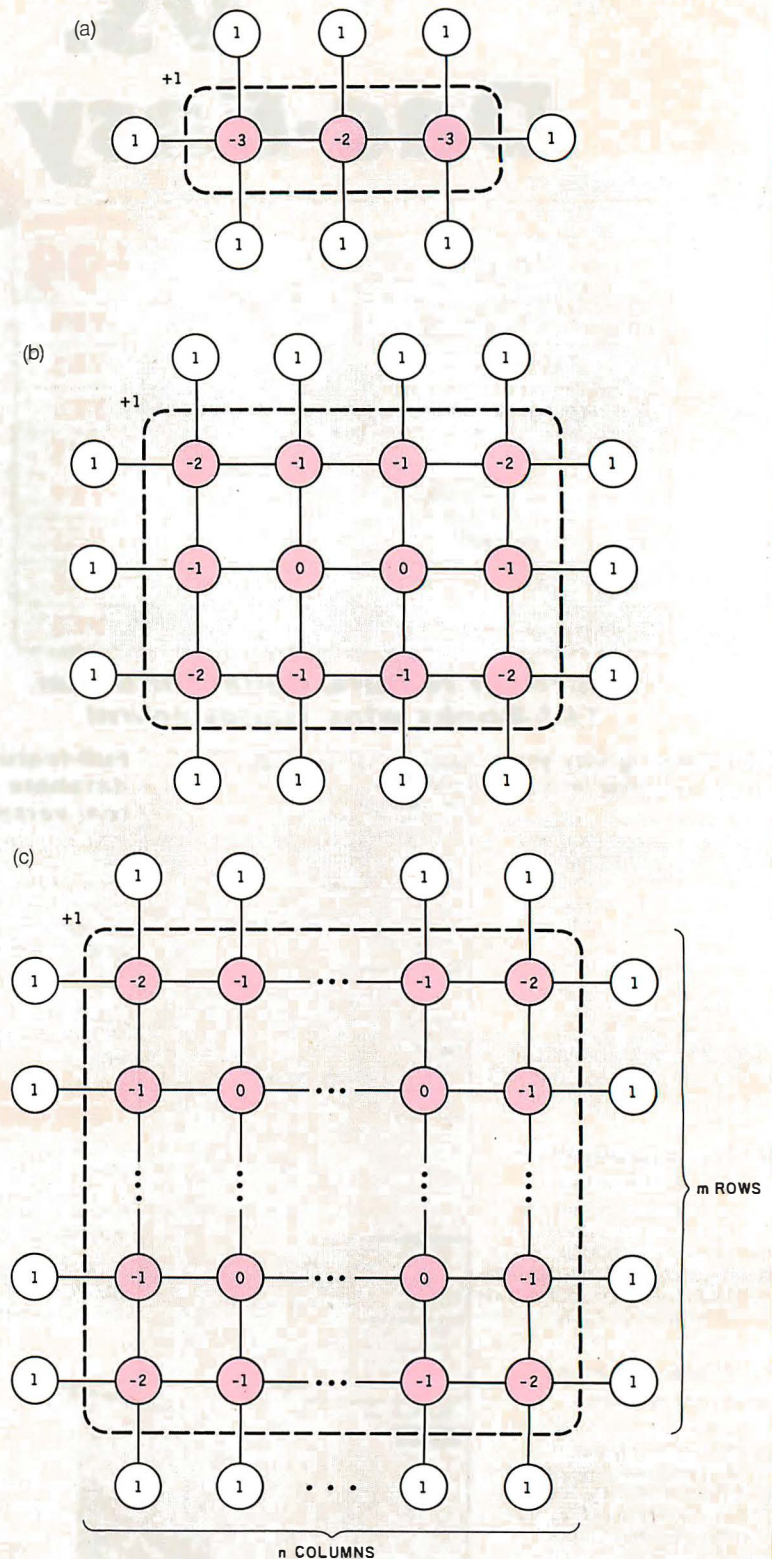 (a)
1 1 1
+1
1 -3 -2 -3 1
1 1 1
(b)
1 1 1 1
+1
1 -2 -1 -1 -2 1
1 -1 0 0 -1 1
1 -2 -1 -1 -2 1
1 1 1 1
(c)
1 1 1 1
+1
1 -2 -1 ... -1 -2 1
1 -1 0 ... 0 -1 1
m ROWS
1 -1 0 ... 0 -1 1
1 -2 -1 ... -1 -2 1
1 1 ... 1 1
n COLUMNS